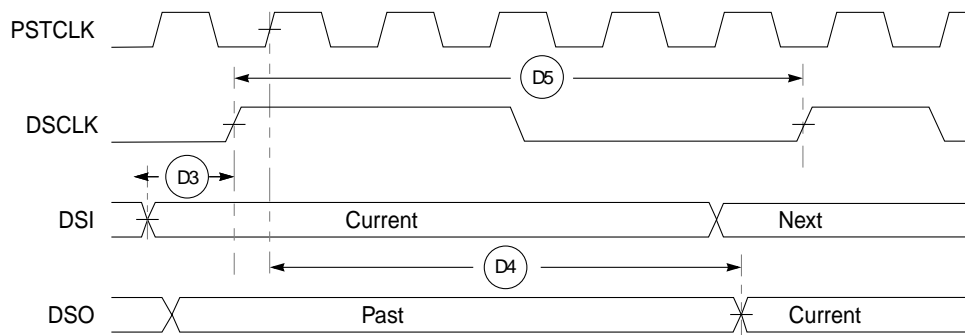 PSTCLK
D5
DSCLK
D3
DSI
Current
Next
D4
DSO
Past
Current